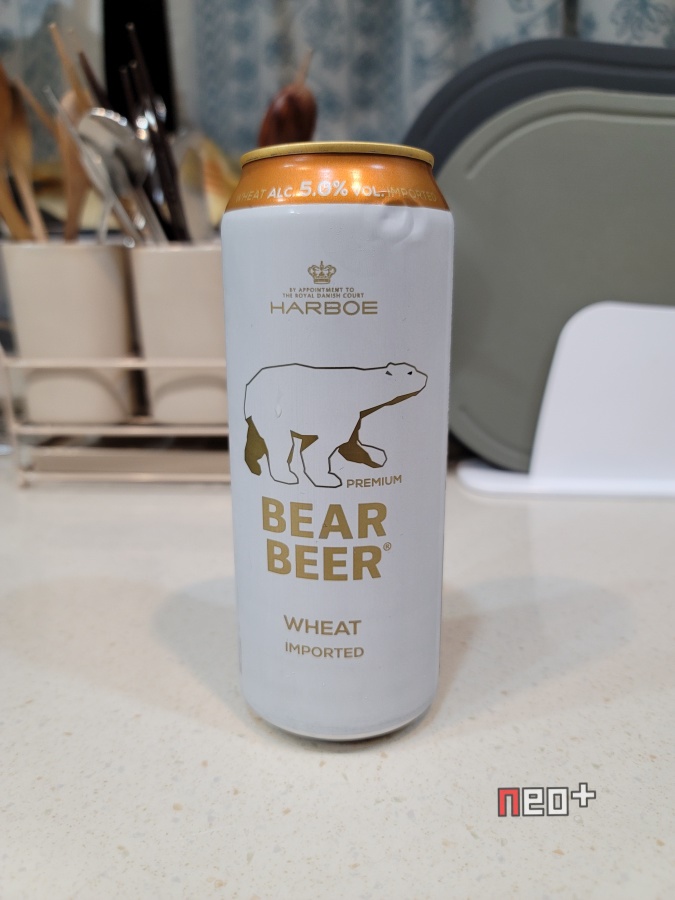 WHEAT ALC. 5.0% VOL. IMPORTED
BY APPOINTMENT TO
THE ROYAL DANISH COURT
HARBOE
PREMIUM
BEAR
BEER®
WHEAT
IMPORTED
neo+